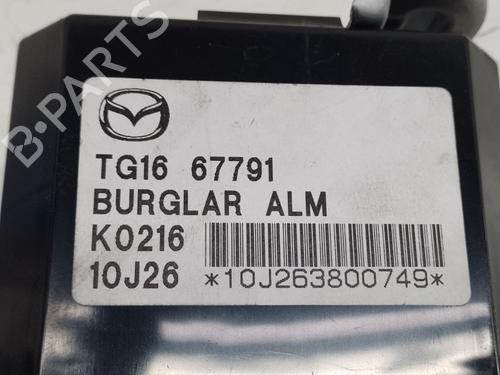 TG16 67791
BURGLAR ALM
K0216
10J26 *10J263800749*
B-PARTS